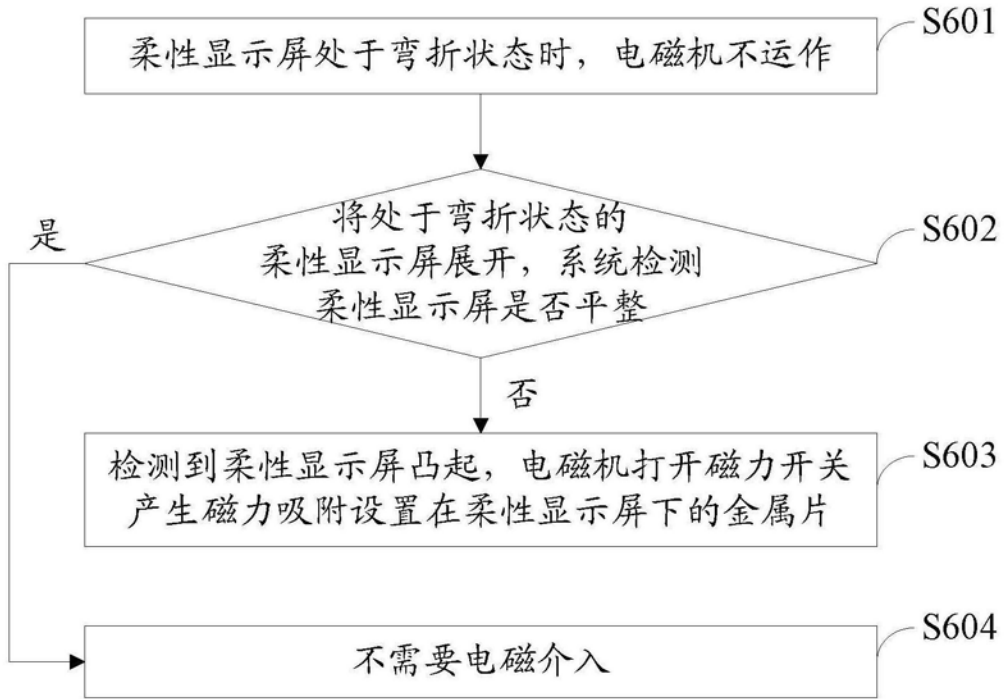 S601
柔性显示屏处于弯折状态时，电磁机不运作
S602
将处于弯折状态的
柔性显示屏展开，系统检测
柔性显示屏是否平整
是
否
S603
检测到柔性显示屏凸起，电磁机打开磁力开关
产生磁力吸附设置在柔性显示屏下的金属片
S604
不需要电磁介入